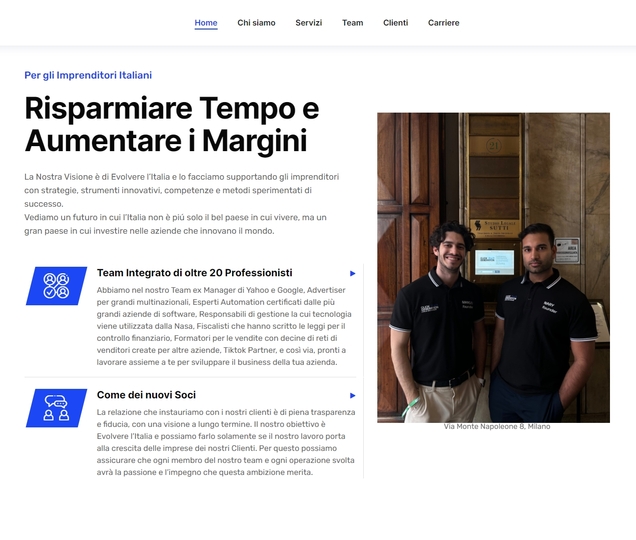 Home Chi siamo Servizi Team Clienti Carriere
Per gli Imprenditori Italiani
Risparmiare Tempo e
Aumentare i Margini
La Nostra Visione è di Evolvere l'Italia e lo facciamo supportando gli imprenditori
con strategie, strumenti innovativi, competenze e metodi sperimentati di
successo.
Vediamo un futuro in cui l'Italia non è più solo il bel paese in cui vivere, ma un
gran paese in cui investire nelle aziende che innovano il mondo.
Team Integrato di oltre 20 Professionisti
Abbiamo nel nostro Team ex Manager di Yahoo e Google, Advertiser
per grandi multinazionali, Esperti Automation certificati dalle più
grandi aziende di software, Responsabili di gestione la cui tecnologia
viene utilizzata dalla Nasa, Fiscalisti che hanno scritto le leggi per il
controllo finanziario, Formatori per le vendite con decine di reti di
venditori create per altre aziende, Tiktok Partner, e così via, pronti a
lavorare assieme a te per sviluppare il business della tua azienda.
Come dei nuovi Soci
La relazione che instauriamo con i nostri clienti è di piena trasparenza
e fiducia, con una visione a lungo termine. Il nostro obiettivo è
Evolvere l'Italia e possiamo farlo solamente se il nostro lavoro porta
alla crescita delle imprese dei nostri Clienti. Per questo possiamo
assicurare che ogni membro del nostro team e ogni operazione svolta
avrà la passione e l'impegno che questa ambizione merita.
21
SUTTI
Founder
Via Monte Napoleone 8, Milano